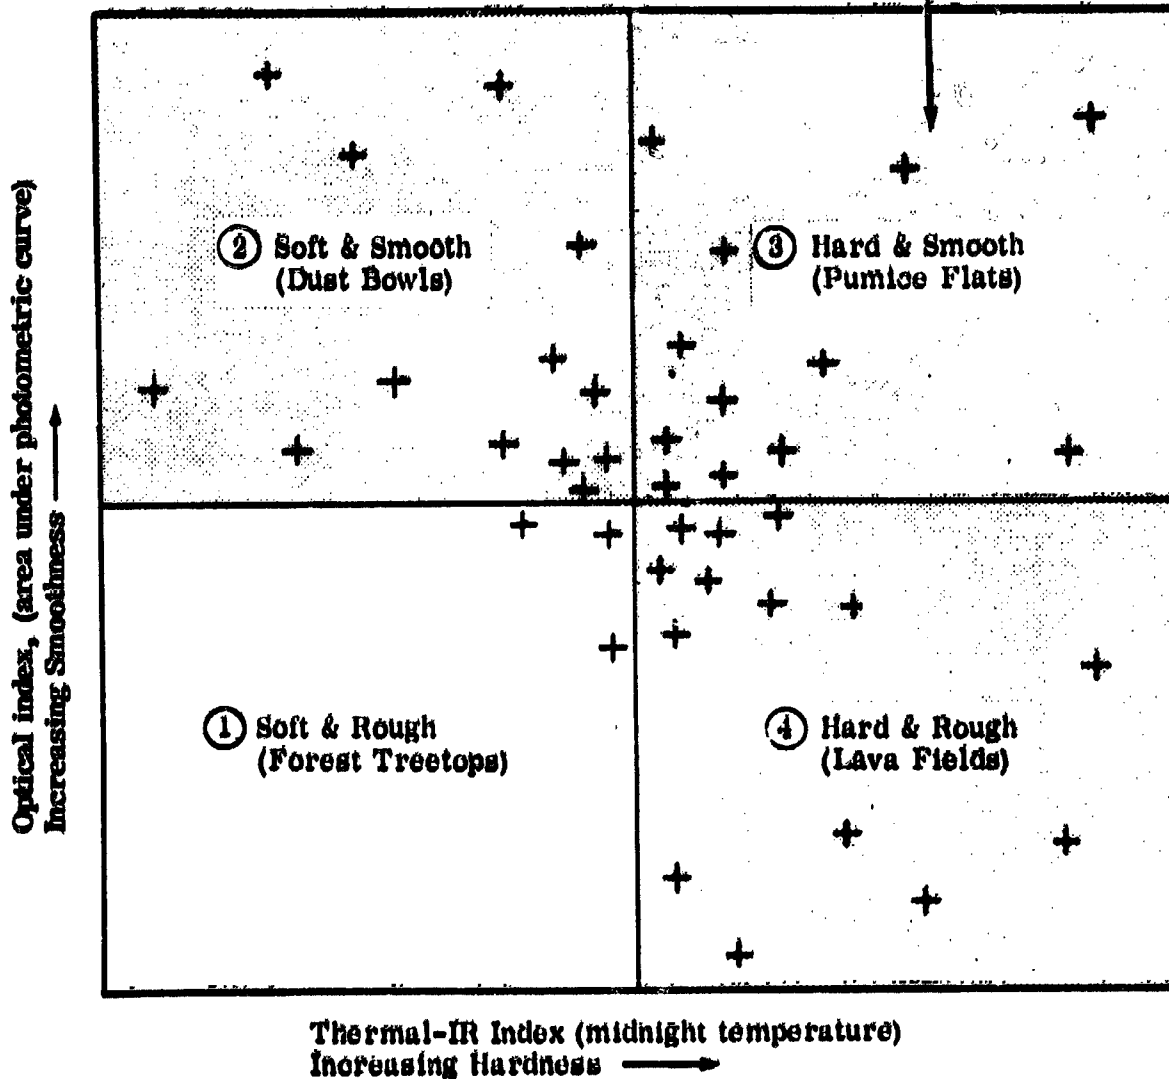 Optical index, (area under photometric curve)
Increasing Smoothness
② Soft & Smooth
(Dust Bowls)
③ Hard & Smooth
(Pumice Flats)
① Soft & Rough
(Forest Treetops)
④ Hard & Rough
(Lava Fields)
Thermal-IR Index (midnight temperature)
Increasing Hardness